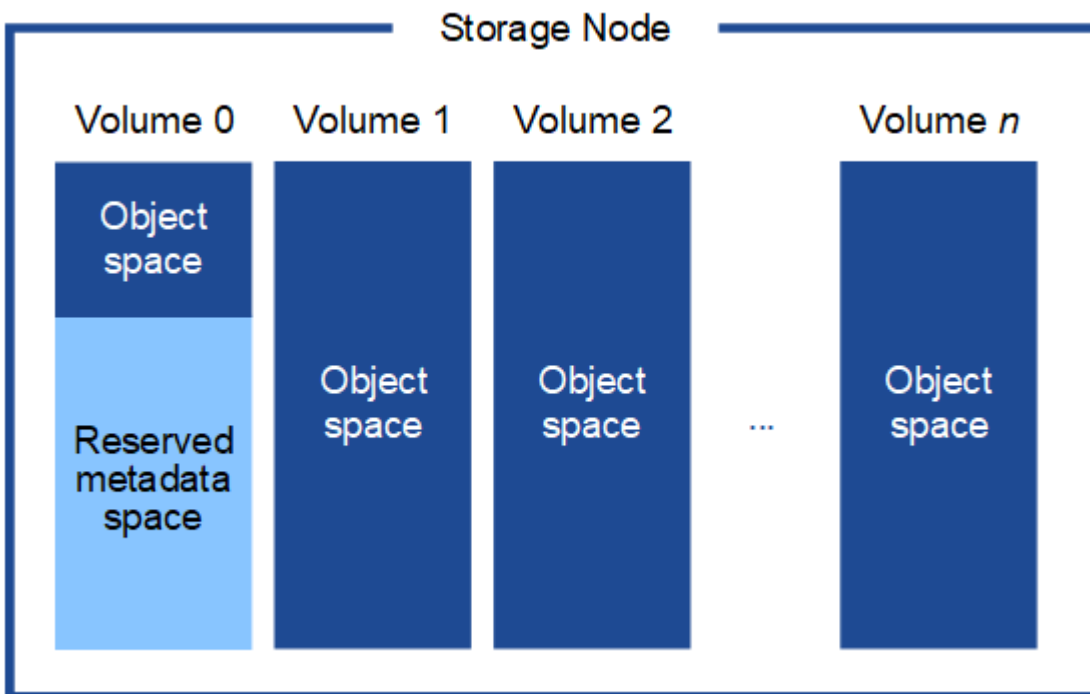 Storage Node
Volume 0
Volume 1
Volume 2
Volume n
Object
space
Reserved
metadata
space
Object
space
Object
space
...
Object
space